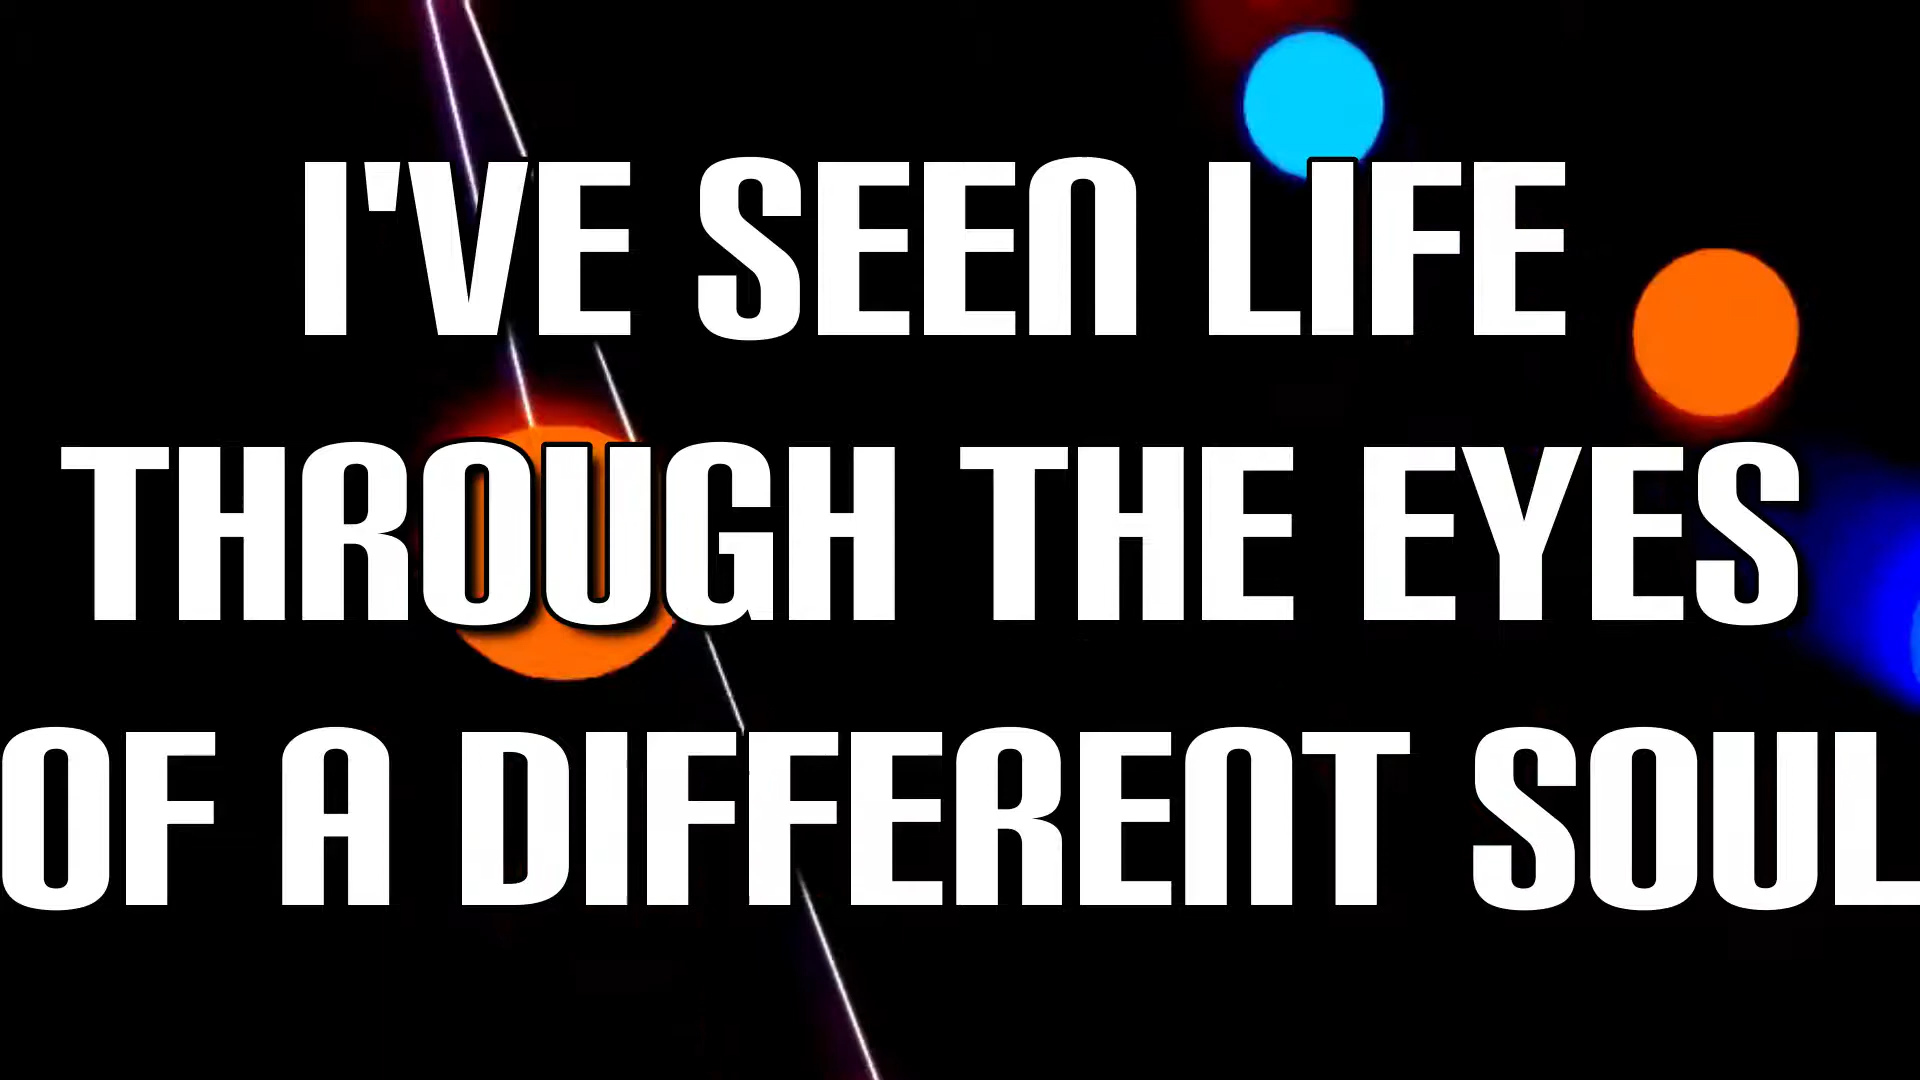 I'VE SEEN LIFE
THROUGH THE EYES
OF A DIFFERENT SOUL